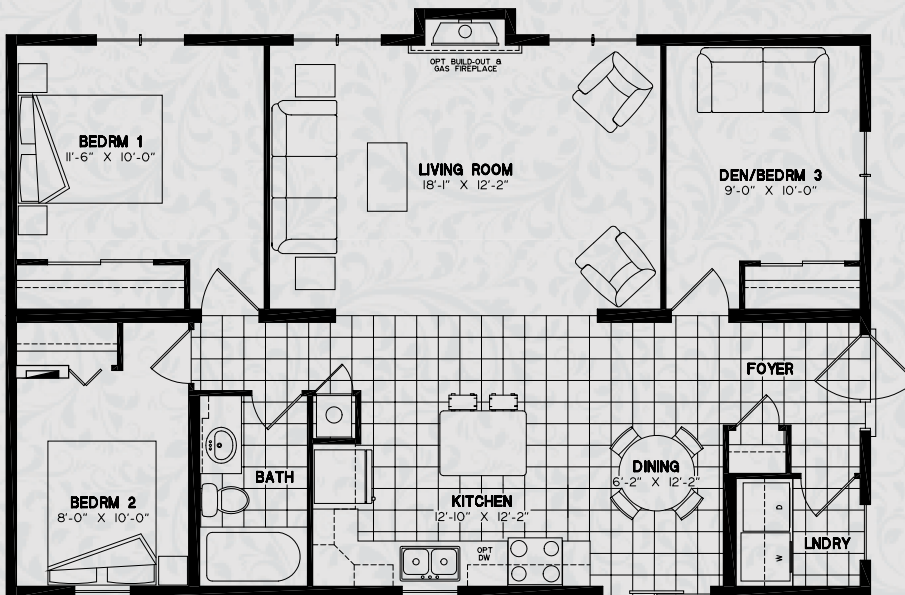 OPT BUILD-OUT &
GAS FIREPLACE
BEDRM 1
11'-6" X 10'-0"
LIVING ROOM
18'-1" X 12'-2"
DEN/BEDRM 3
9'-0" X 10'-0"
FOYER
BATH
BEDRM 2
8'-0" X 10'-0"
KITCHEN
12'-10" X 12'-2"
DINING
6'-2" X 12'-2"
D
LNDRY
OPT
DW
W